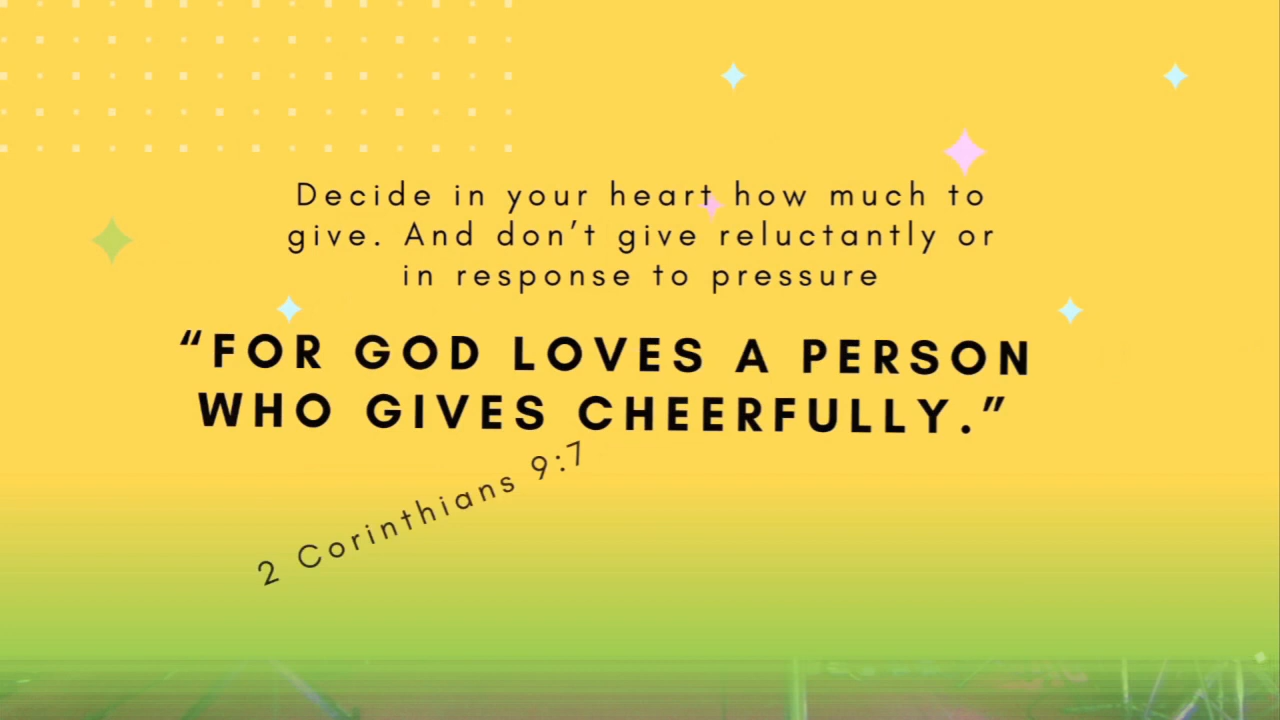 Decide in your heart how much to
give. And don’t give reluctantly or
in response to pressure
“FOR GOD LOVES A PERSON
WHO GIVES CHEERFULLY.”
2 Corinthians 9:7